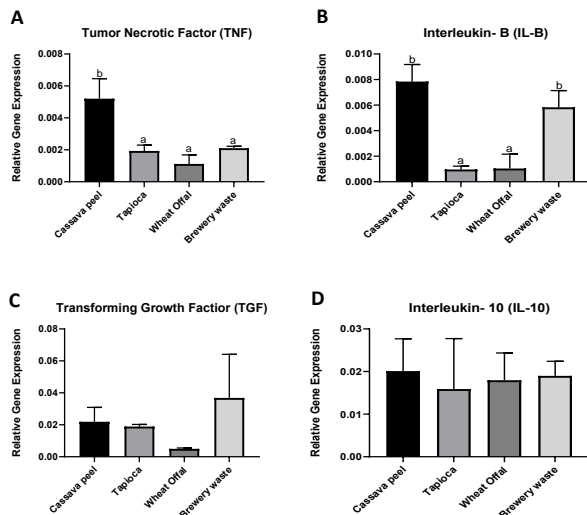 A
Tumor Necrotic Factor (TNF)
Relative Gene Expression
0.008
0.006
0.004
0.002
0.000
b
a
a
a
Cassava peel
Tapioca
Wheat Offal
Brewery waste
B
Interleukin- B (IL-B)
Relative Gene Expression
0.010
0.008
0.006
0.004
0.002
0.000
b
a
a
b
Cassava peel
Tapioca
Wheat Offal
Brewery waste
C
Transforming Growth Factior (TGF)
Relative Gene Expression
0.08
0.06
0.04
0.02
0.00
Cassava peel
Tapioca
Wheat Offal
Brewery waste
D
Interleukin- 10 (IL-10)
Relative Gene Expression
0.03
0.02
0.01
0.00
Cassava peel
Tapioca
Wheat Offal
Brewery waste